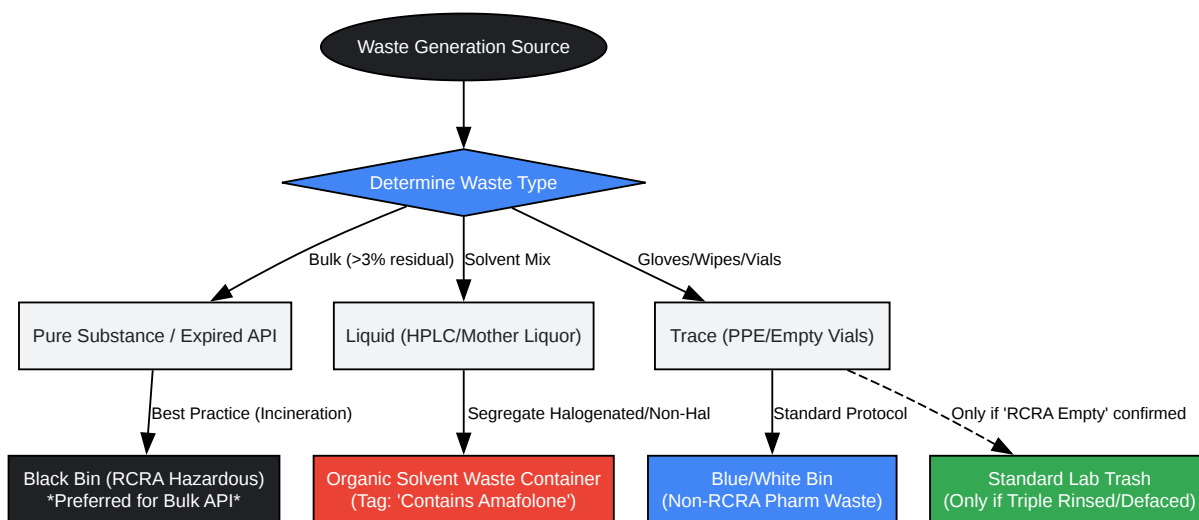 Waste Generation Source
Determine Waste Type
Bulk (>3% residual)
Solvent Mix
Gloves/Wipes/Vials
Pure Substance / Expired API
Liquid (HPLC/Mother Liquor)
Trace (PPE/Empty Vials)
Best Practice (Incineration)
Segregate Halogenated/Non-Hal
Standard Protocol
Only if 'RCRA Empty' confirmed
Black Bin (RCRA Hazardous)
*Preferred for Bulk API*
Organic Solvent Waste Container
(Tag: 'Contains Amafolone')
Blue/White Bin
(Non-RCRA Pharm Waste)
Standard Lab Trash
(Only if Triple Rinsed/Defaced)